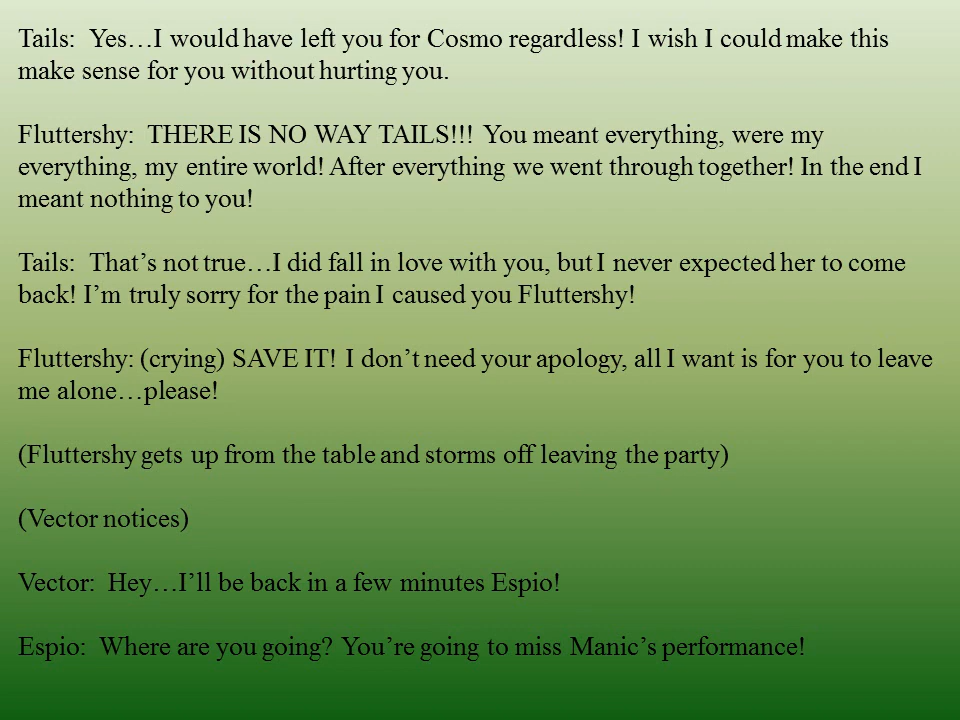 Tails:  Yes…I would have left you for Cosmo regardless! I wish I could make this
make sense for you without hurting you.
Fluttershy:  THERE IS NO WAY TAILS!!! You meant everything, were my
everything, my entire world! After everything we went through together! In the end I
meant nothing to you!
Tails:  That’s not true…I did fall in love with you, but I never expected her to come
back! I’m truly sorry for the pain I caused you Fluttershy!
Fluttershy: (crying) SAVE IT! I don’t need your apology, all I want is for you to leave
me alone…please!
(Fluttershy gets up from the table and storms off leaving the party)
(Vector notices)
Vector:  Hey…I’ll be back in a few minutes Espio!
Espio:  Where are you going? You’re going to miss Manic’s performance!